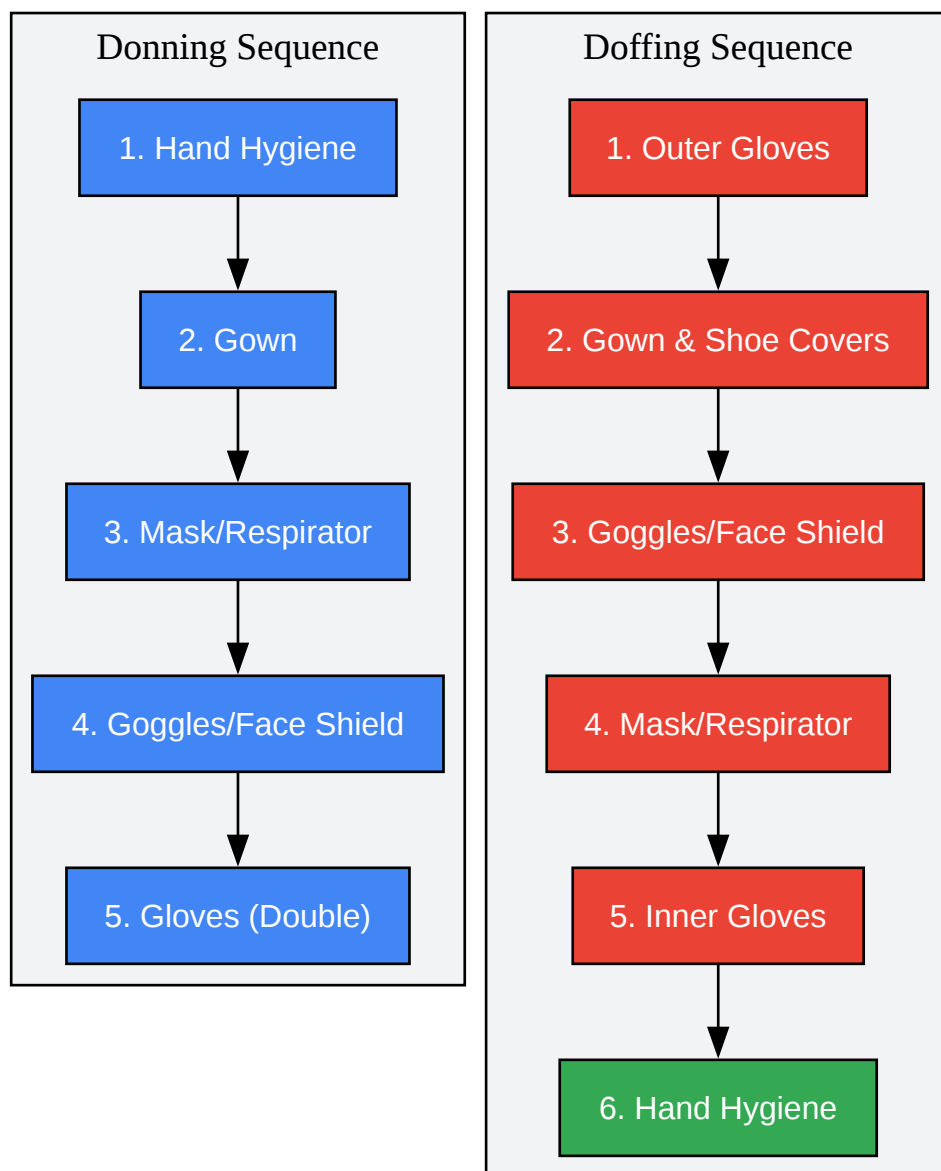 Donning Sequence
1. Hand Hygiene
2. Gown
3. Mask/Respirator
4. Goggles/Face Shield
5. Gloves (Double)
Doffing Sequence
1. Outer Gloves
2. Gown & Shoe Covers
3. Goggles/Face Shield
4. Mask/Respirator
5. Inner Gloves
6. Hand Hygiene